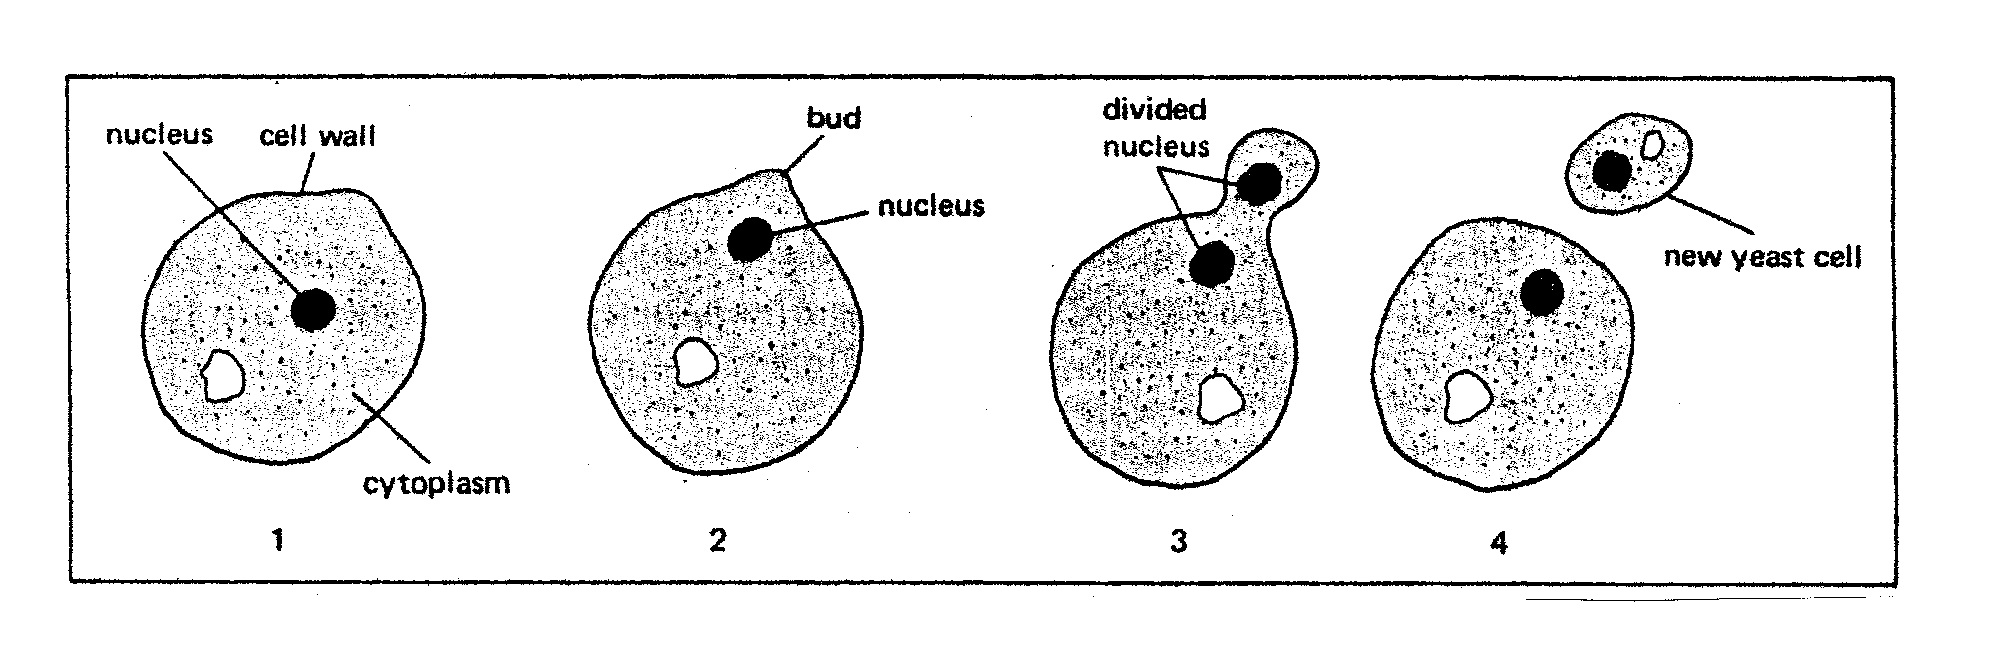 nucleus
cell wall
cytoplasm
1
bud
nucleus
2
divided
nucleus
3
new yeast cell
4